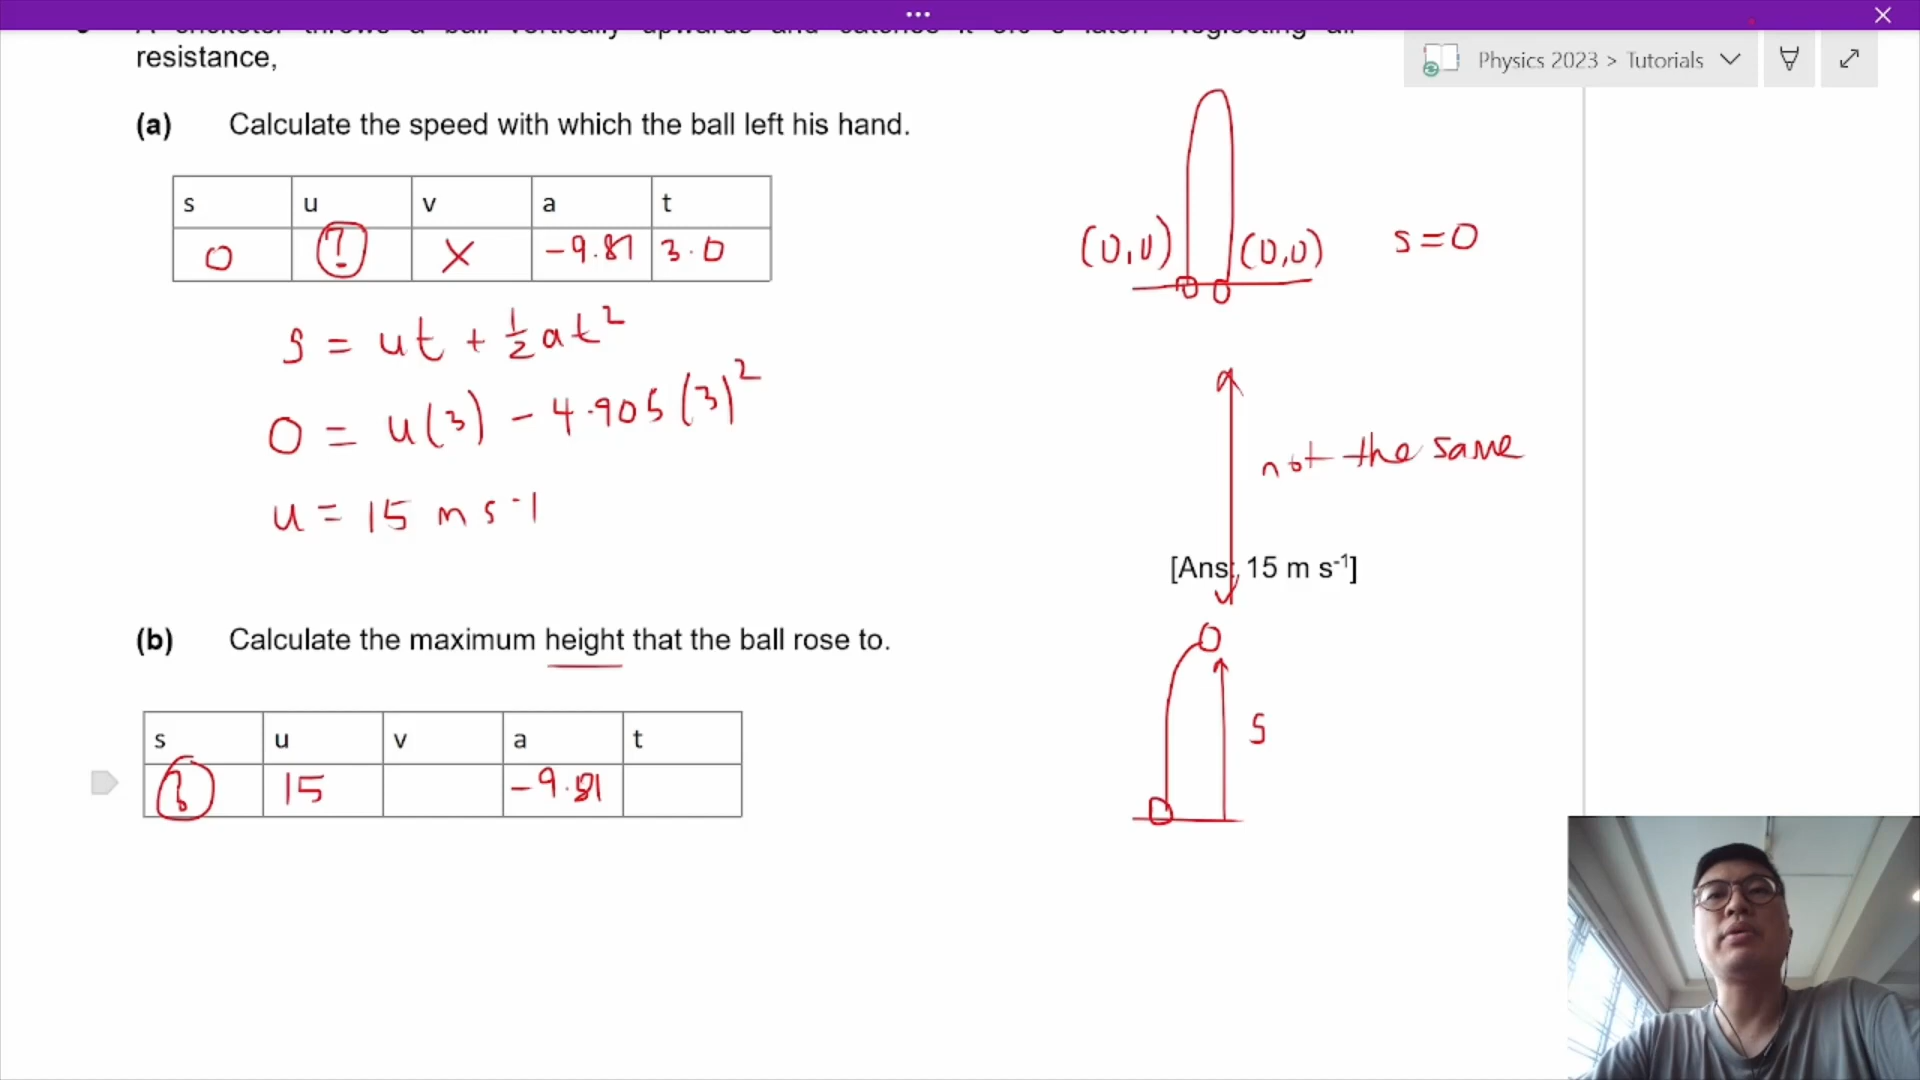 ...
resistance,
Physics 2023 > Tutorials
(a) Calculate the speed with which the ball left his hand.
s u v a t
0 ? X -9.81 3.0
(0,0) (0,0) s=0
s = ut + ½at²
0 = u(3) - 4.905(3)²
not the same
u = 15 m s⁻¹
[Ans: 15 m s⁻¹]
(b) Calculate the maximum height that the ball rose to.
s
s u v a t
? 15 -9.81